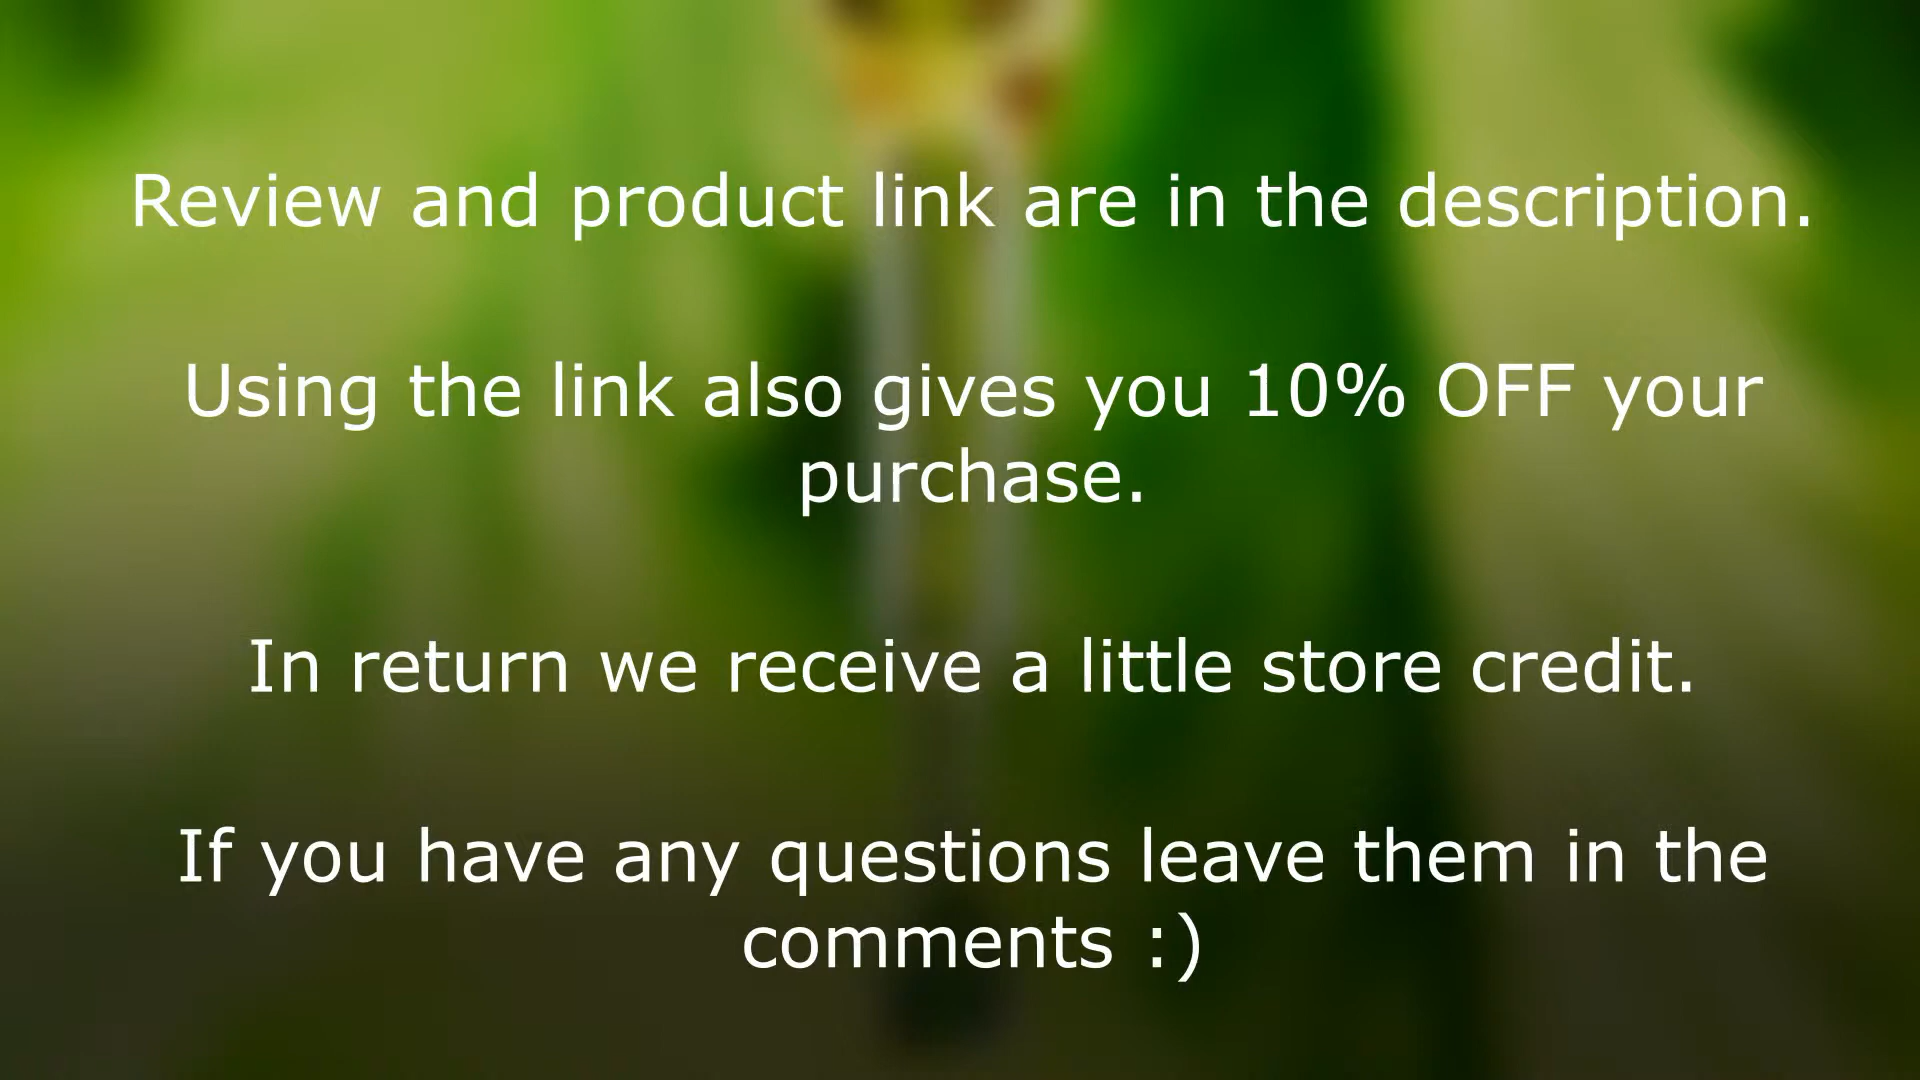 Review and product link are in the description.
Using the link also gives you 10% OFF your
purchase.
In return we receive a little store credit.
If you have any questions leave them in the
comments :)